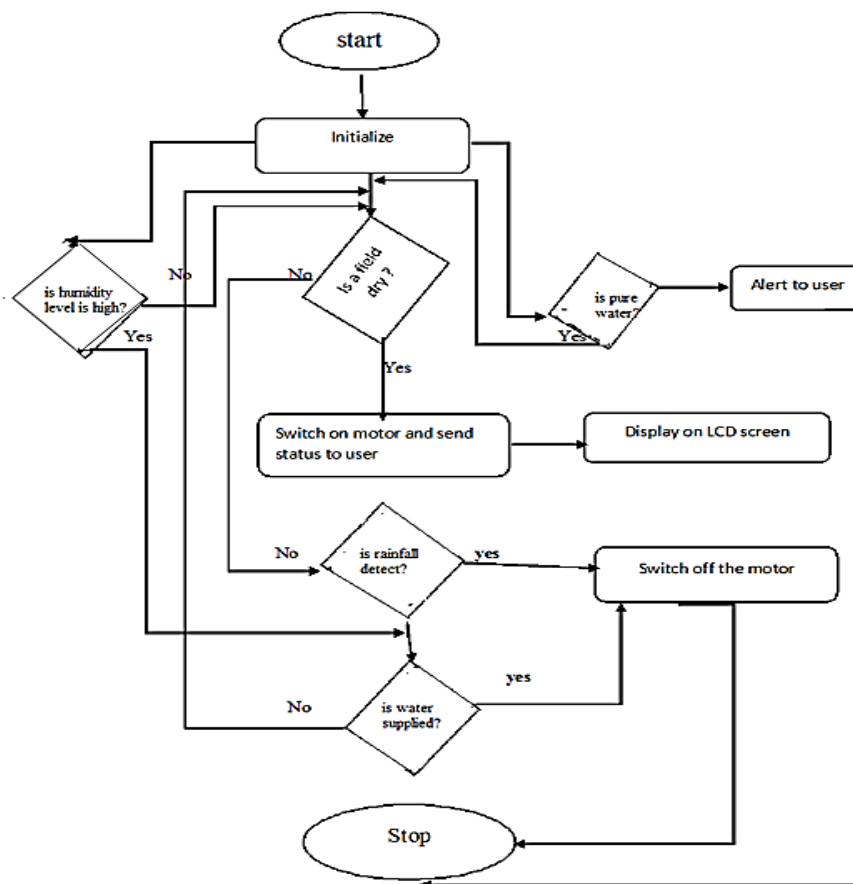 start
Initialize
No
is humidity
level is high?
Yes
No
Is a field
dry ?
Yes
is pure
water?
Yes
Alert to user
Switch on motor and send
status to user
Display on LCD screen
No
is rainfall
detect?
yes
Switch off the motor
No
is water
supplied?
yes
Stop